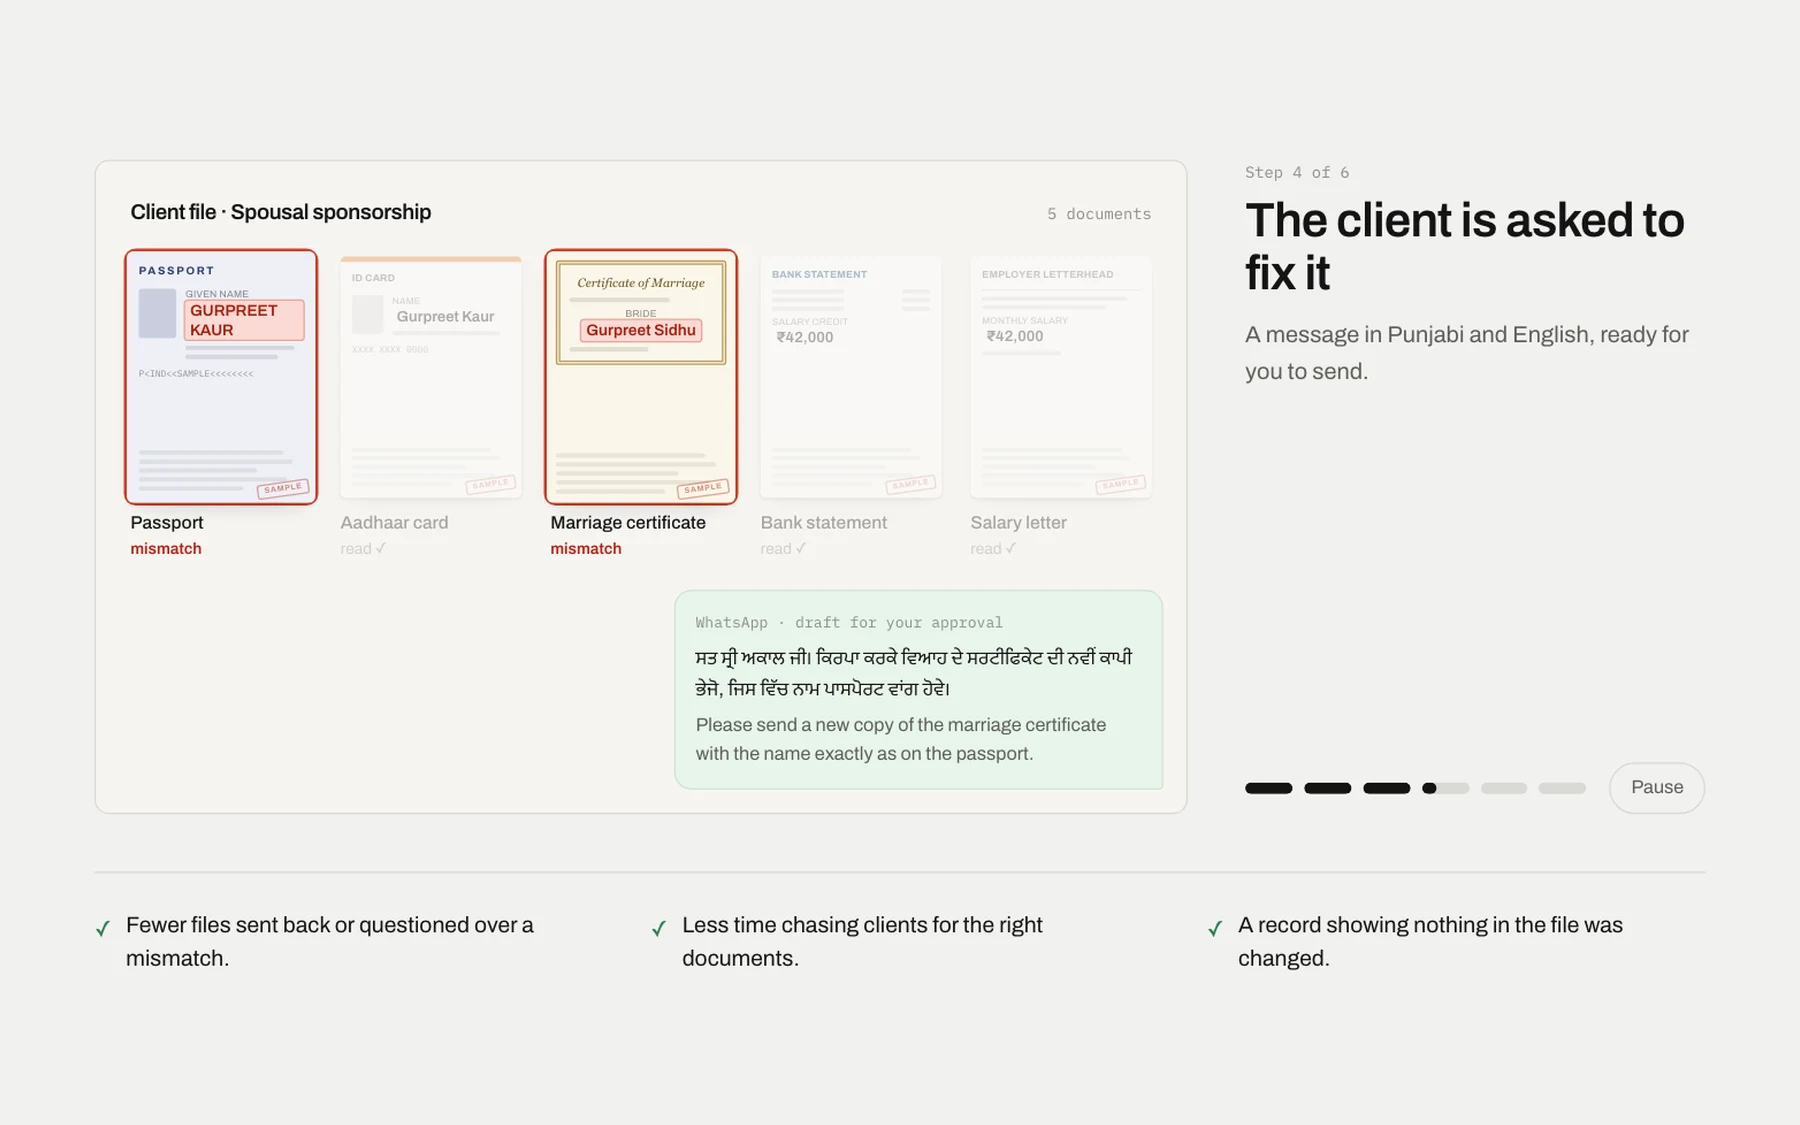 Client file · Spousal sponsorship
5 documents
PASSPORT
GIVEN NAME
GURPREET
KAUR
P<IND<<SAMPLE<<<<<<<<
SAMPLE
Passport
mismatch
ID CARD
NAME
Gurpreet Kaur
XXXX XXXX 0000
SAMPLE
Aadhaar card
read ✓
Certificate of Marriage
BRIDE
Gurpreet Sidhu
SAMPLE
Marriage certificate
mismatch
BANK STATEMENT
SALARY CREDIT
₹42,000
SAMPLE
Bank statement
read ✓
EMPLOYER LETTERHEAD
MONTHLY SALARY
₹42,000
SAMPLE
Salary letter
read ✓
WhatsApp · draft for your approval
ਸਤ ਸ੍ਰੀ ਅਕਾਲ ਜੀ। ਕਿਰਪਾ ਕਰਕੇ ਵਿਆਹ ਦੇ ਸਰਟੀਫਿਕੇਟ ਦੀ ਨਵੀਂ ਕਾਪੀ
ਭੇਜੋ, ਜਿਸ ਵਿੱਚ ਨਾਮ ਪਾਸਪੋਰਟ ਵਾਂਗ ਹੋਵੇ।
Please send a new copy of the marriage certificate
with the name exactly as on the passport.
Step 4 of 6
The client is asked to
fix it
A message in Punjabi and English, ready for
you to send.
Pause
✓ Fewer files sent back or questioned over a
mismatch.
✓ Less time chasing clients for the right
documents.
✓ A record showing nothing in the file was
changed.